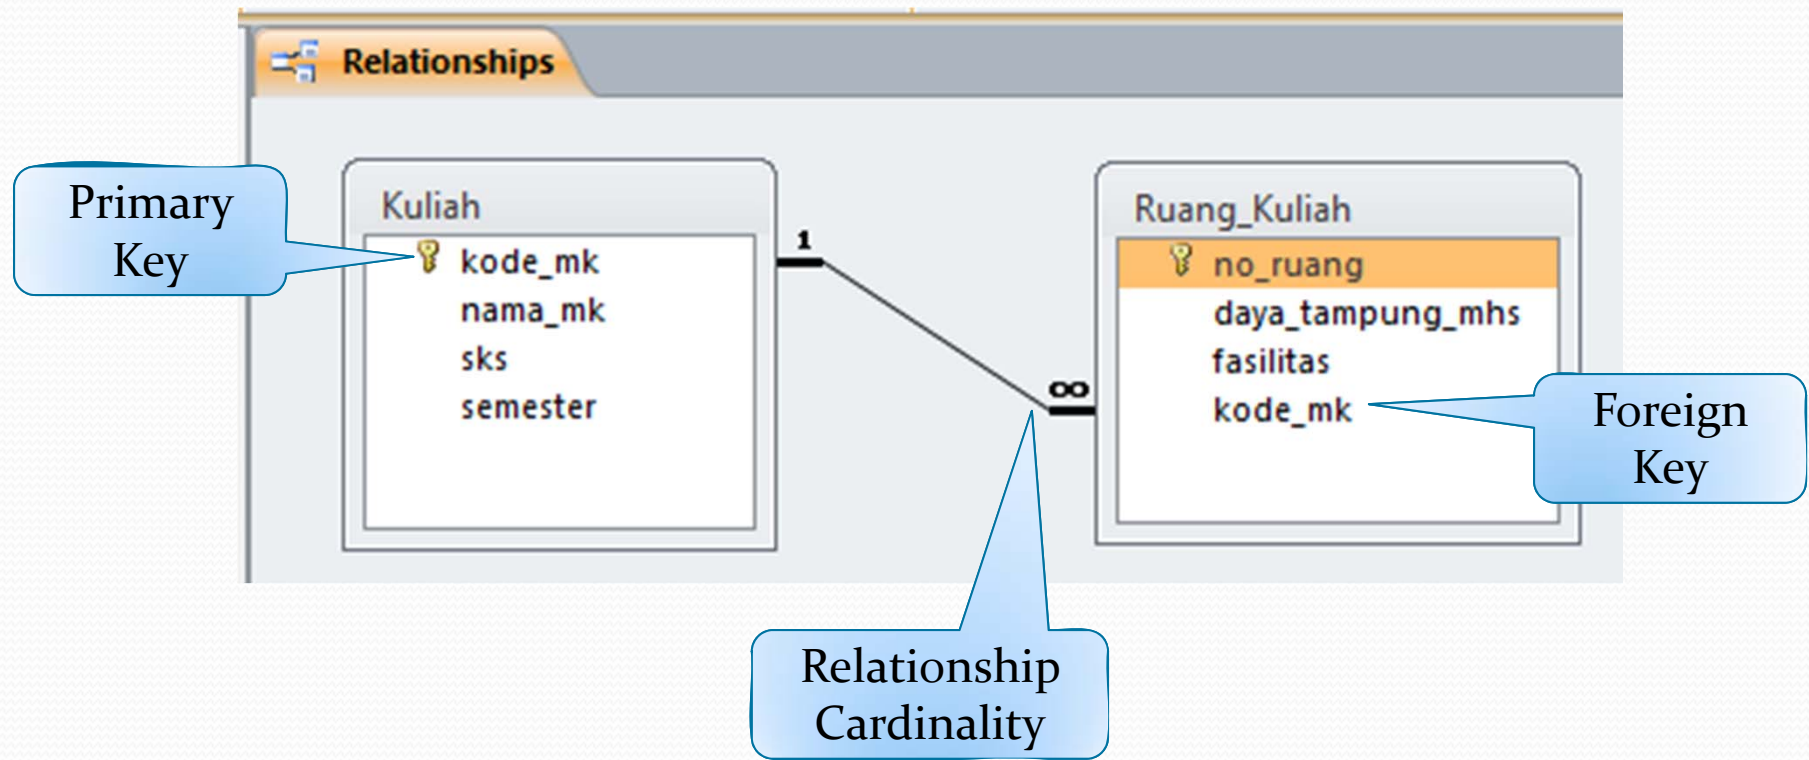 Relationships
Primary
Key
Kuliah
kode_mk
nama_mk
sks
semester
1
∞
Ruang_Kuliah
no_ruang
daya_tampung_mhs
fasilitas
kode_mk
Foreign
Key
Relationship
Cardinality